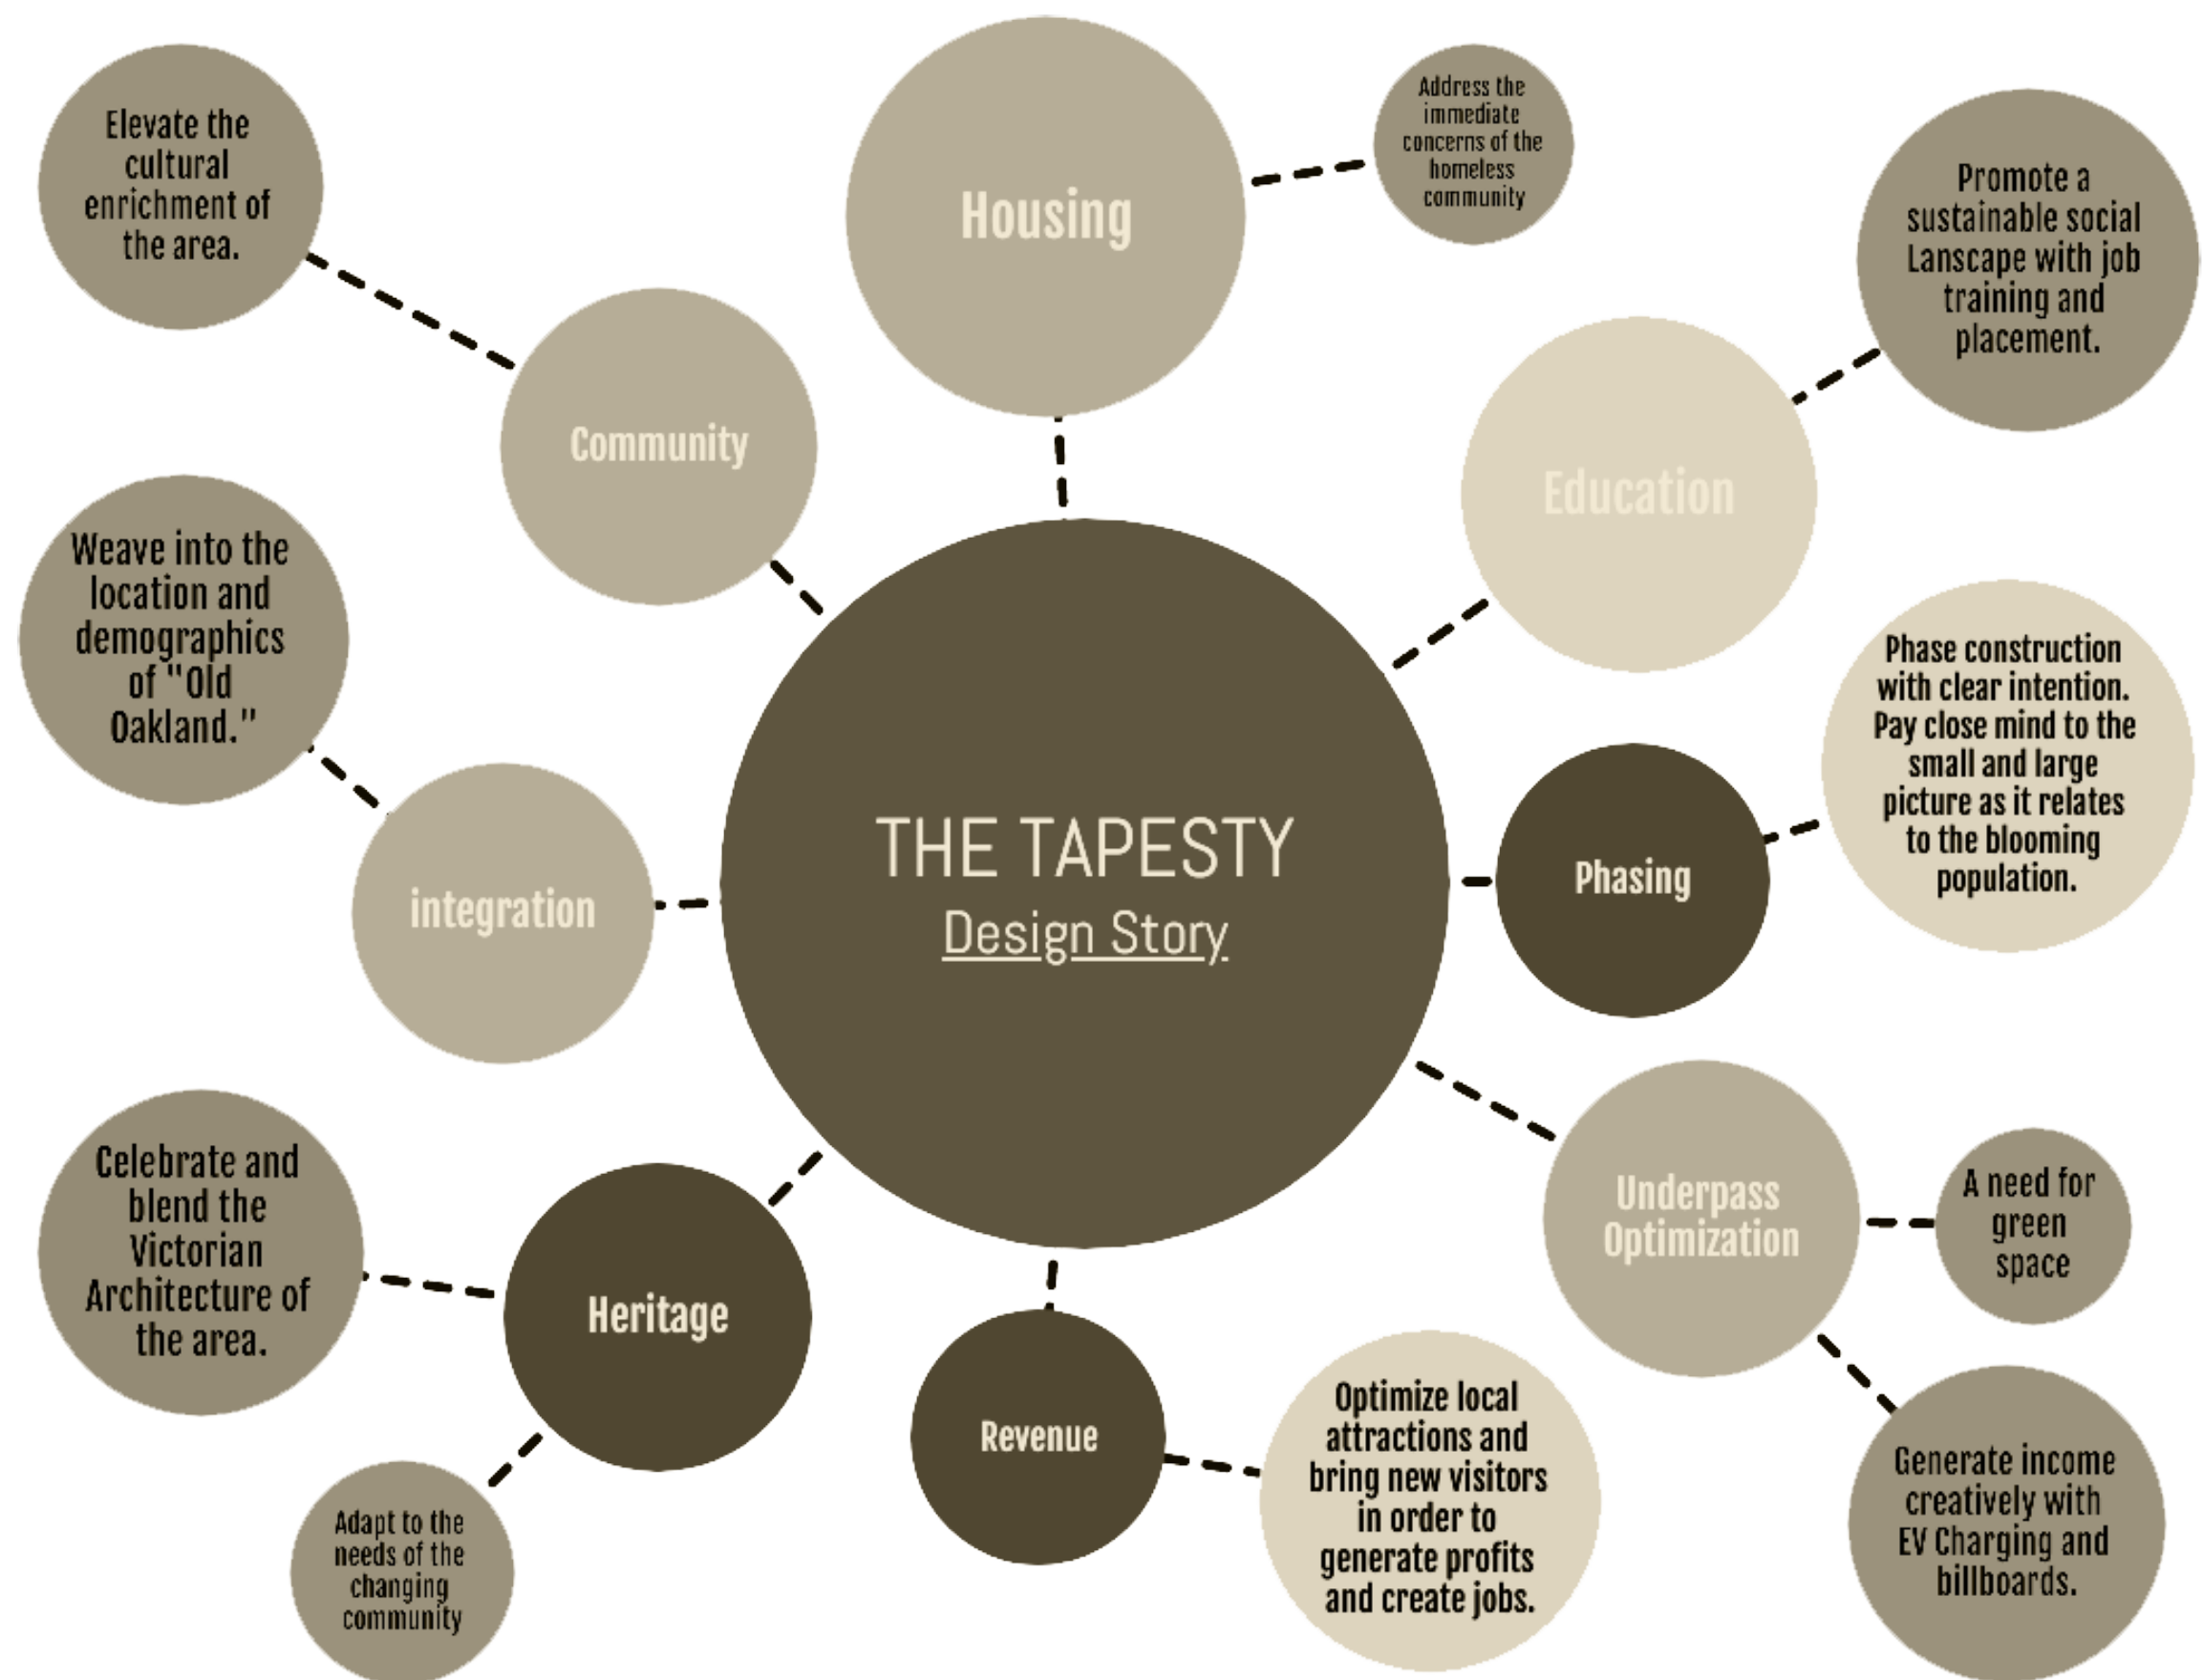 THE TAPESTY
Design Story
Housing
Address the
immediate
concerns of the
homeless
community
Education
Promote a
sustainable social
Lanscape with job
training and
placement.
Phasing
Phase construction
with clear intention.
Pay close mind to the
small and large
picture as it relates
to the blooming
population.
Underpass
Optimization
A need for
green
space
Generate income
creatively with
EV Charging and
billboards.
Revenue
Optimize local
attractions and
bring new visitors
in order to
generate profits
and create jobs.
Heritage
Celebrate and
blend the
Victorian
Architecture of
the area.
Adapt to the
needs of the
changing
community
integration
Weave into the
location and
demographics
of "Old
Oakland."
Community
Elevate the
cultural
enrichment of
the area.